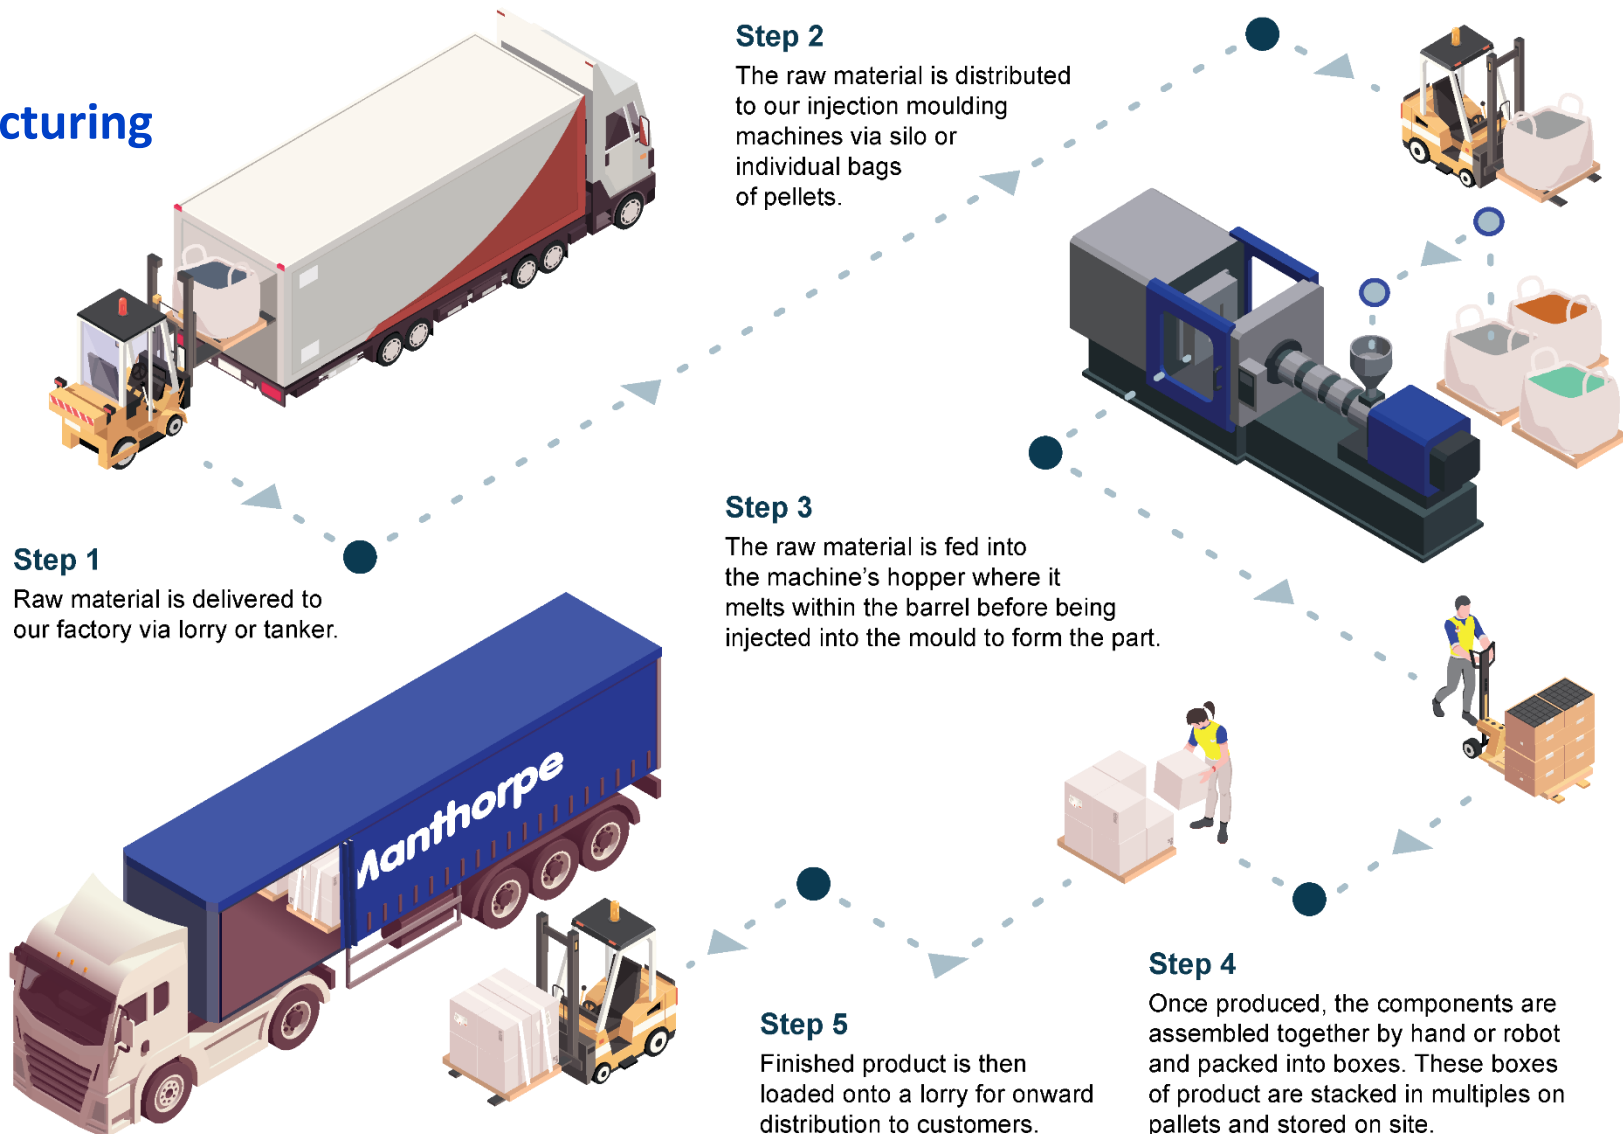 cturing
Step 1
Raw material is delivered to
our factory via lorry or tanker.
Step 2
The raw material is distributed
to our injection moulding
machines via silo or
individual bags
of pellets.
Step 3
The raw material is fed into
the machine's hopper where it
melts within the barrel before being
injected into the mould to form the part.
Step 4
Once produced, the components are
assembled together by hand or robot
and packed into boxes. These boxes
of product are stacked in multiples on
pallets and stored on site.
Step 5
Finished product is then
loaded onto a lorry for onward
distribution to customers.
Manthorpe